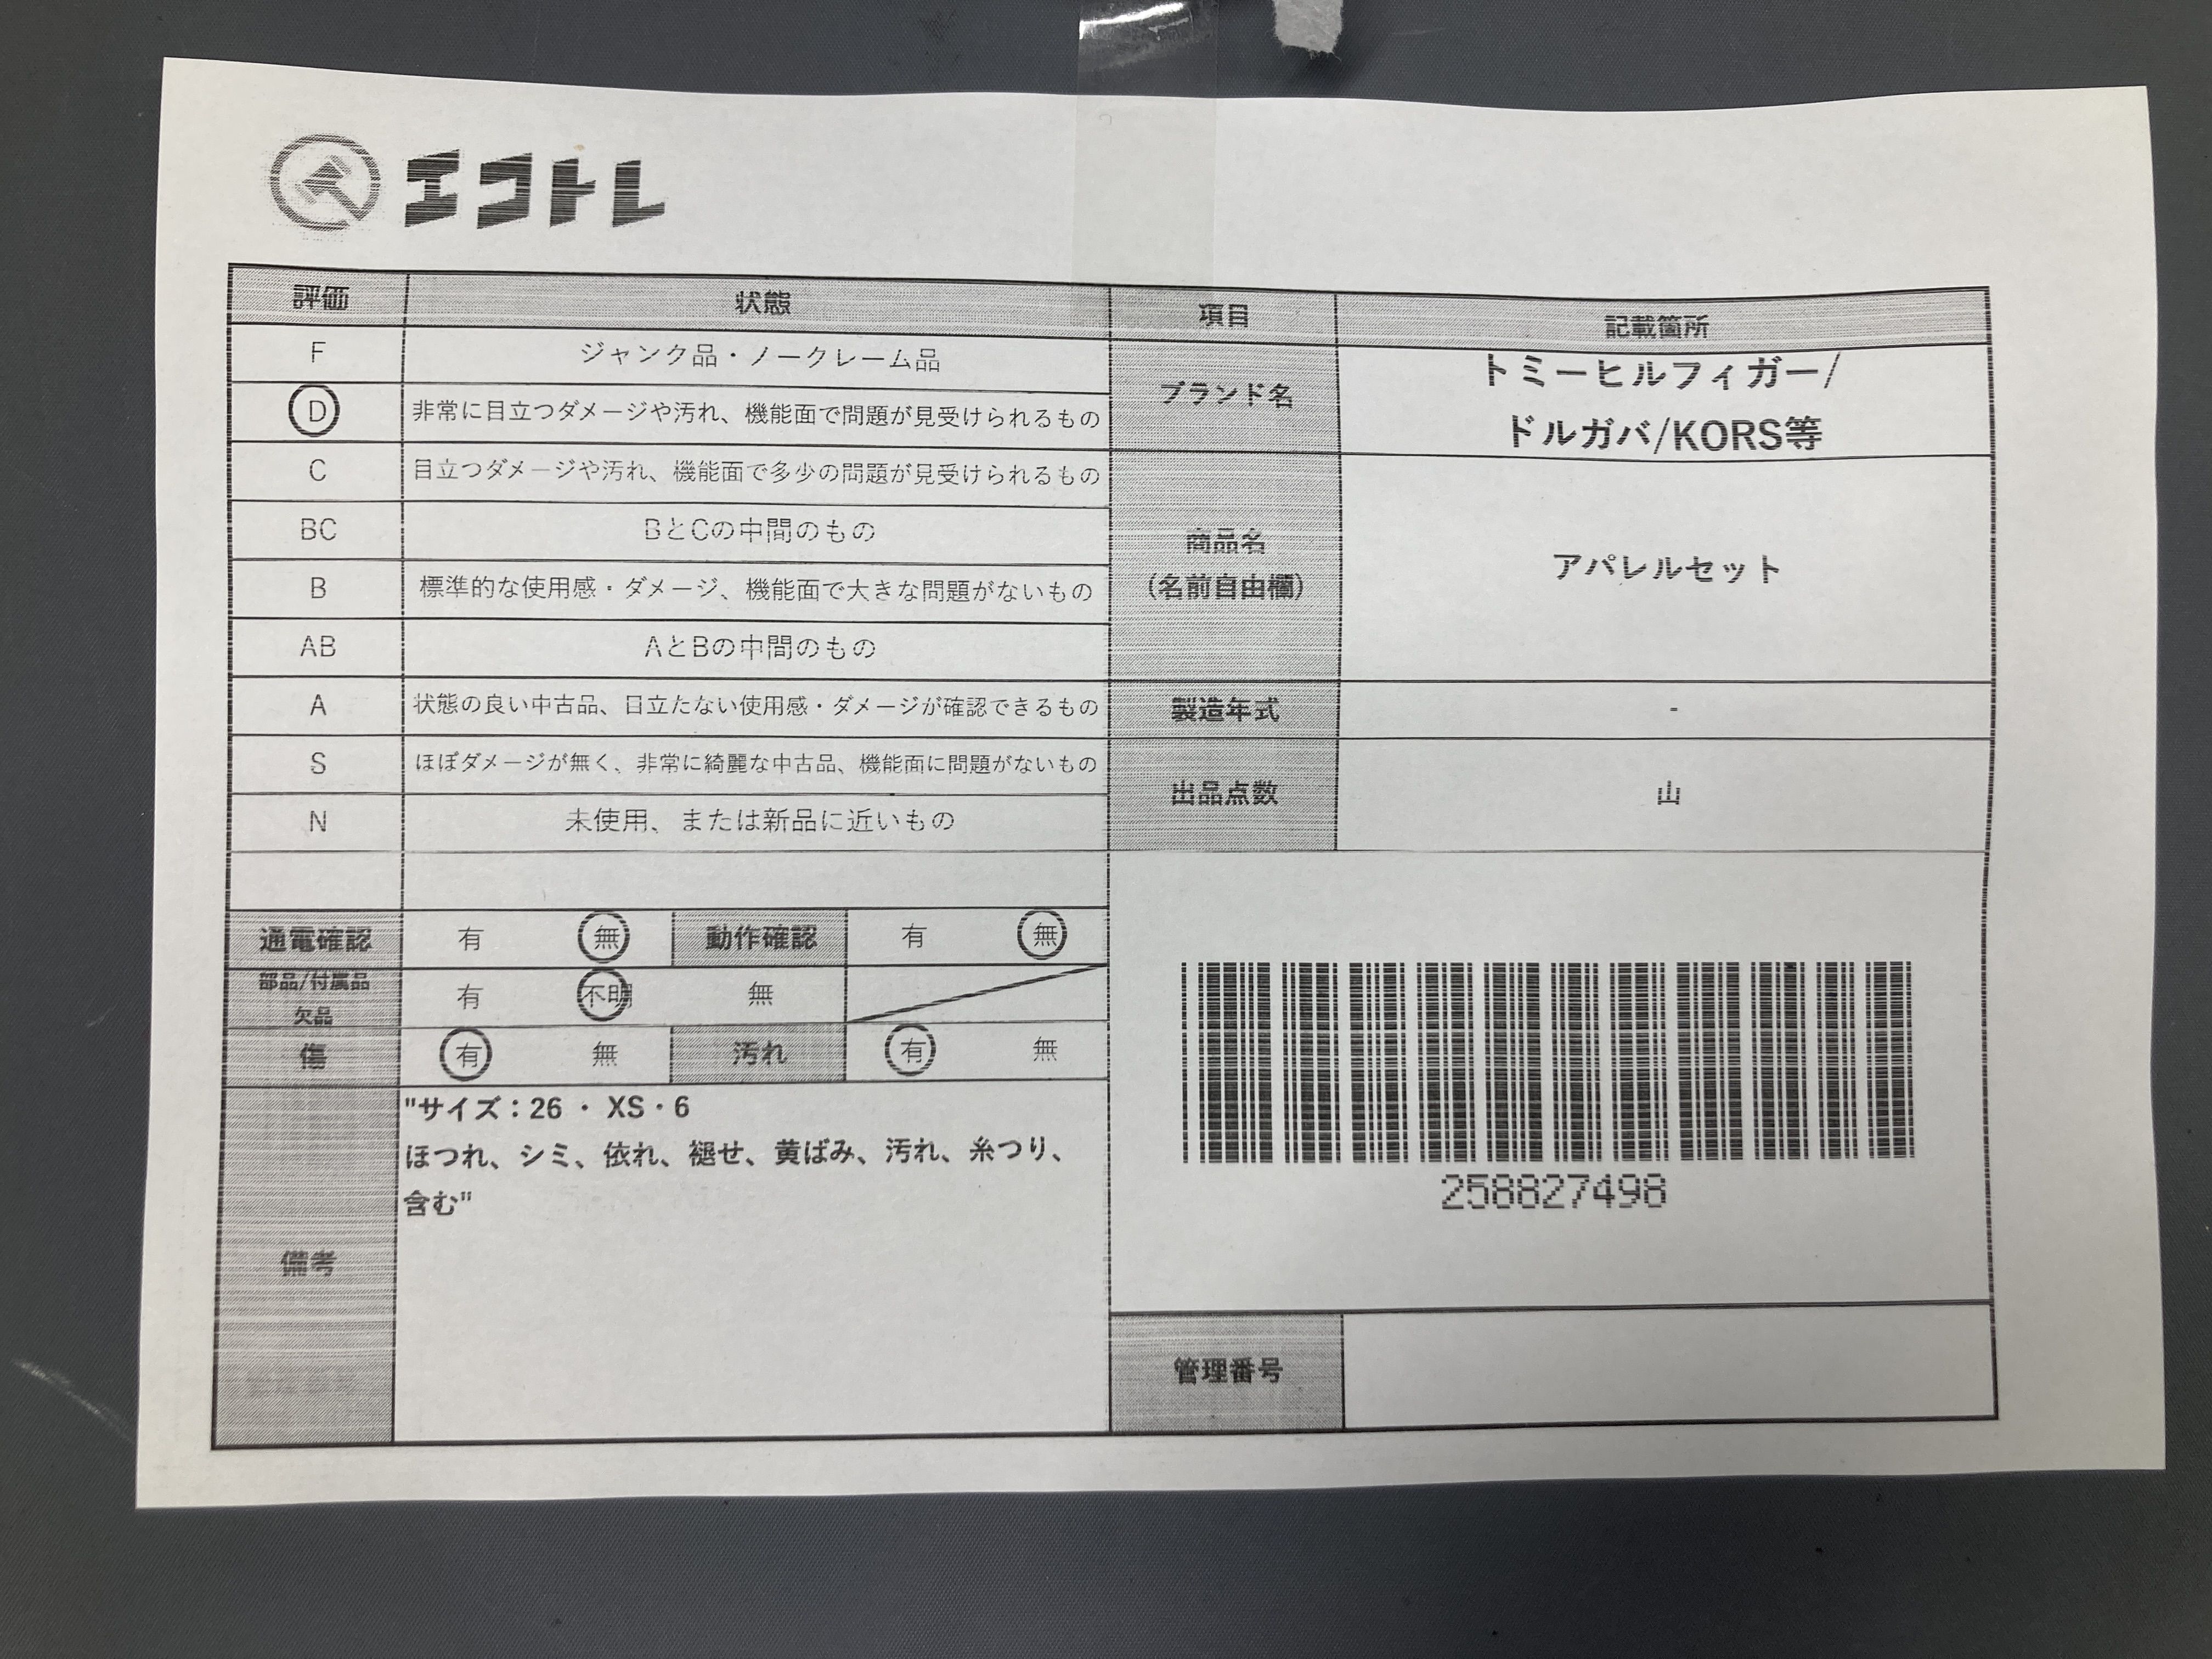 エコトレ
評価 状態 項目 記載箇所
F ジャンク品・ノークレーム品
D 非常に目立つダメージや汚れ、機能面で問題が見受けられるもの
C 目立つダメージや汚れ、機能面で多少の問題が見受けられるもの
BC BとCの中間のもの
B 標準的な使用感・ダメージ、機能面で大きな問題がないもの
AB AとBの中間のもの
A 状態の良い中古品、目立たない使用感・ダメージが確認できるもの
S ほぼダメージが無く、非常に綺麗な中古品、機能面に問題がないもの
N 未使用、または新品に近いもの
ブランド名
トミーヒルフィガー/
ドルガバ/KORS等
商品名
(名前自由欄)
アパレルセット
製造年式 -
出品点数 山
通電確認 有 無 動作確認 有 無
部品/付属品
欠品
有 不明 無
傷 有 無 汚れ 有 無
備考
"サイズ：26 ・ XS・6
ほつれ、シミ、依れ、褪せ、黄ばみ、汚れ、糸つり、
含む"
258827498
管理番号